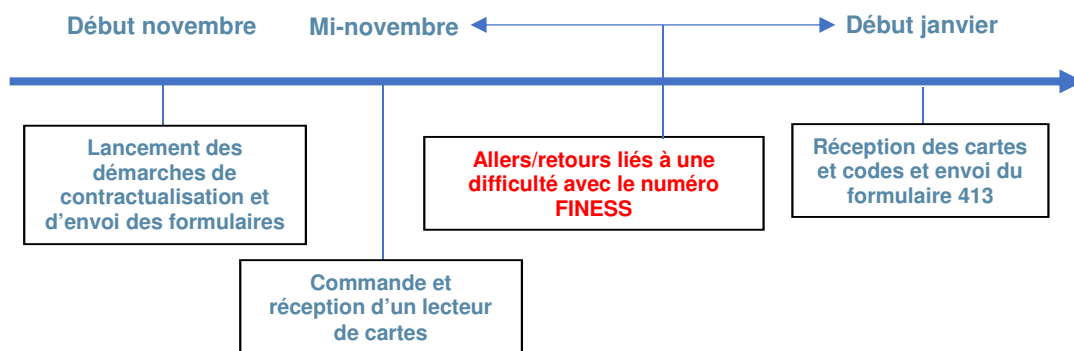 Début novembre
Mi-novembre
Début janvier
Lancement des
démarches de
contractualisation et
d’envoi des formulaires
Allers/retours liés à une
difficulté avec le numéro
FINESS
Réception des cartes
et codes et envoi du
formulaire 413
Commande et
réception d’un lecteur
de cartes